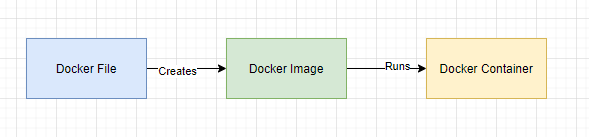 Docker File
Creates
Docker Image
Runs
Docker Container